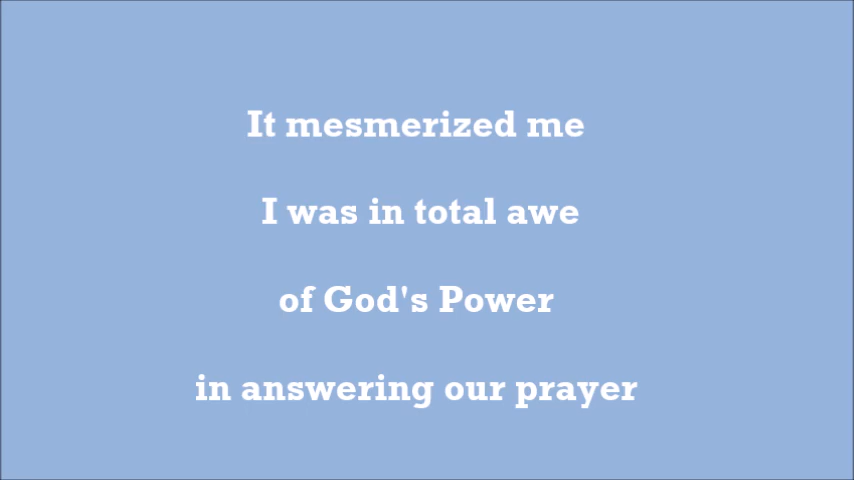 It mesmerized me
I was in total awe
of God's Power
in answering our prayer